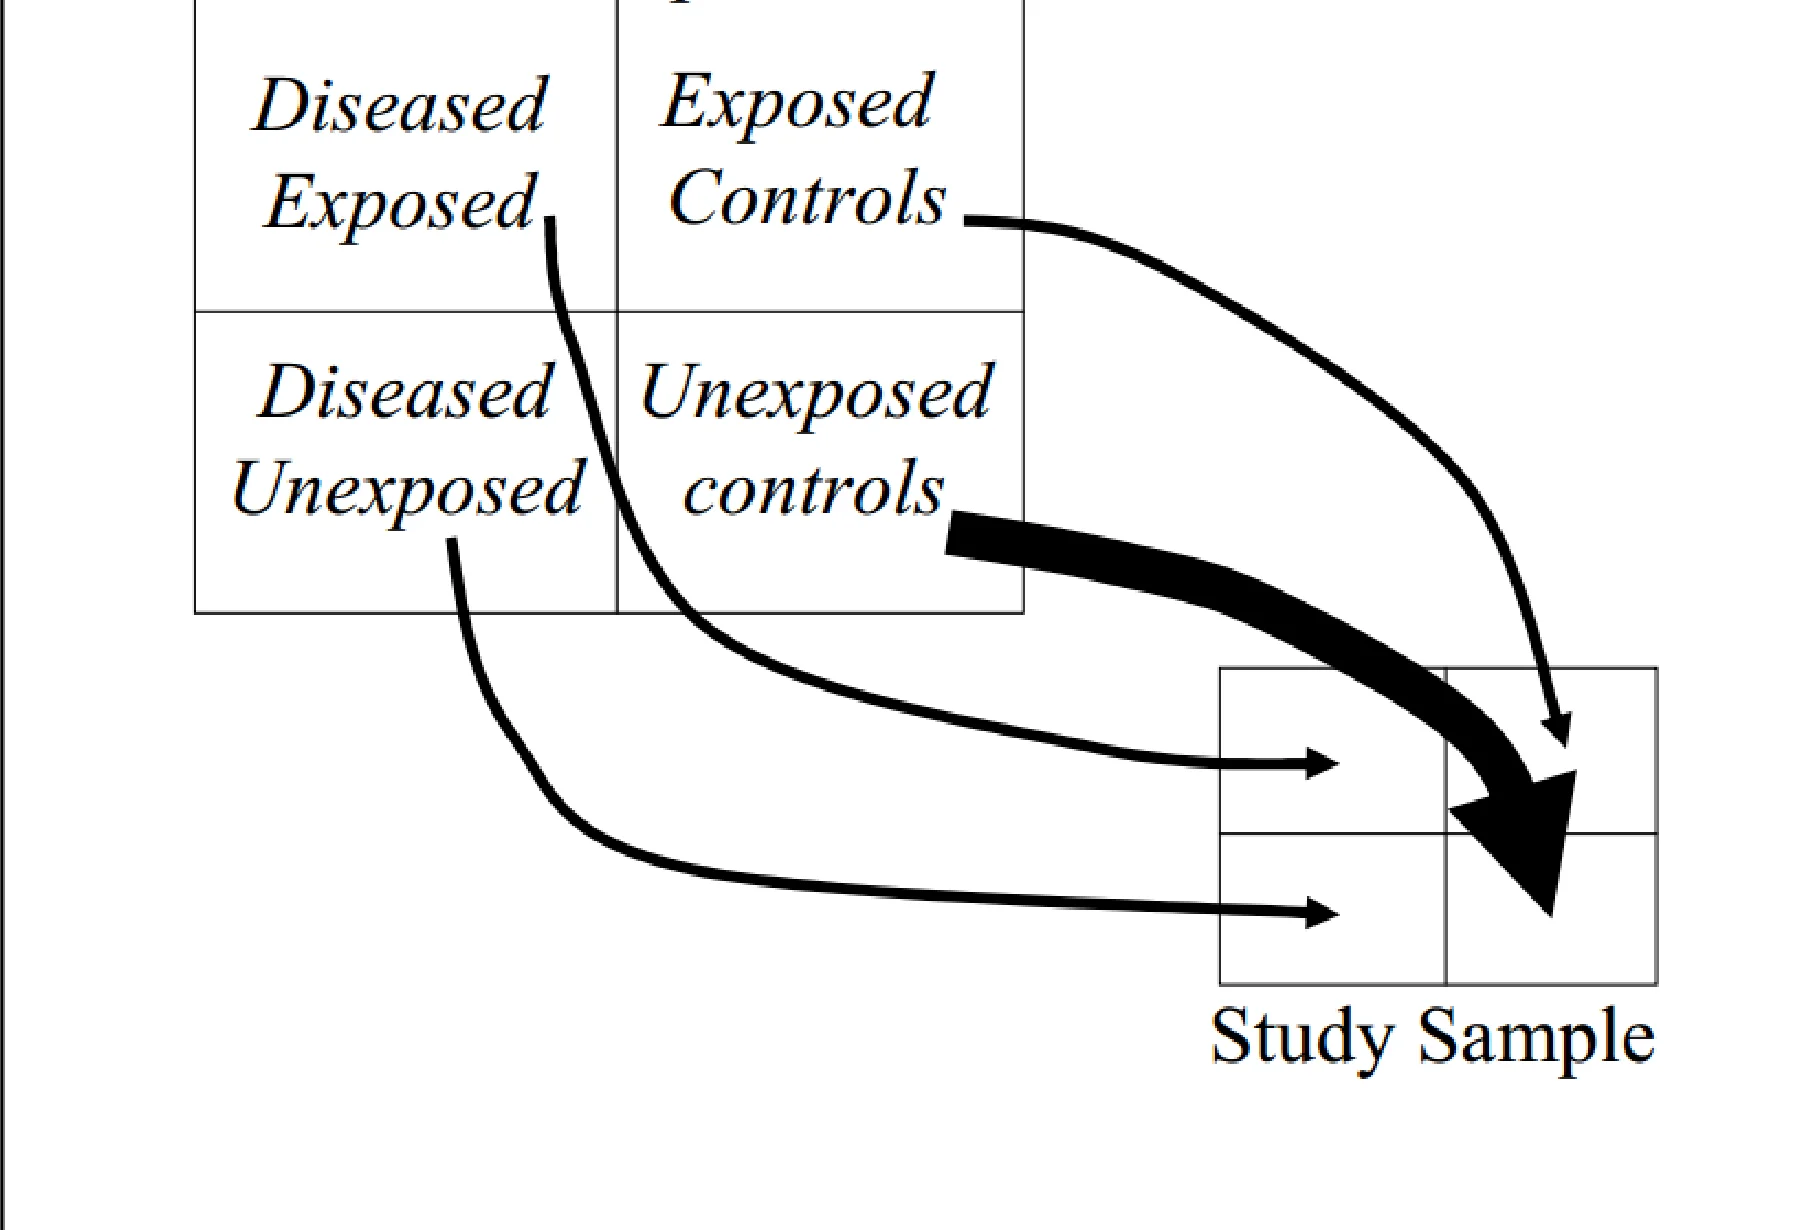 Diseased
Exposed
Exposed
Controls
Diseased
Unexposed
Unexposed
controls
Study Sample